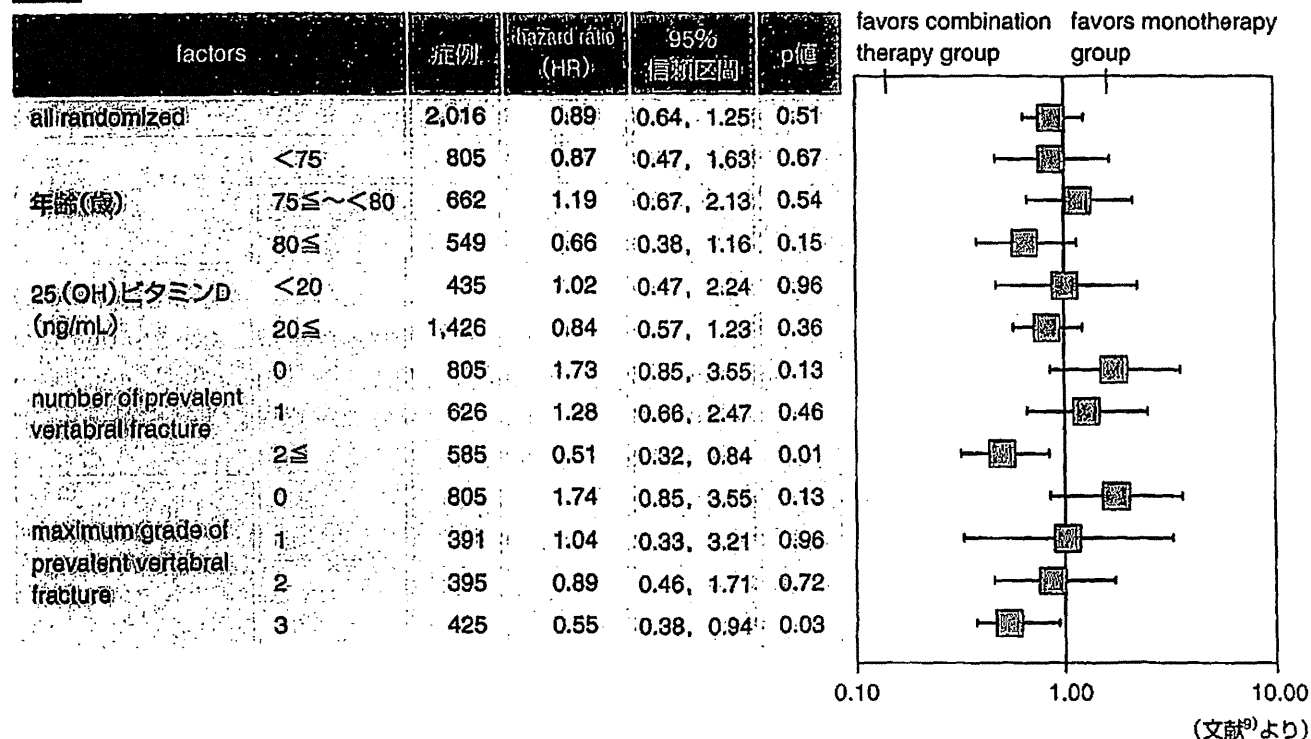 factors 症例 hazard ratio (HR) 95% 信頼区間 p値
favors combination therapy group
favors monotherapy group
all randomized 2,016 0.89 0.64, 1.25 0.51
年齢(歳)
<75 805 0.87 0.47, 1.63 0.67
75≦~<80 662 1.19 0.67, 2.13 0.54
80≦ 549 0.66 0.38, 1.16 0.15
25(OH)ビタミンD
(ng/mL)
<20 435 1.02 0.47, 2.24 0.96
20≦ 1,426 0.84 0.57, 1.23 0.36
number of prevalent
vertabral fracture
0 805 1.73 0.85, 3.55 0.13
1 626 1.28 0.66, 2.47 0.46
2≦ 585 0.51 0.32, 0.84 0.01
maximum grade of
prevalent vertabral
fracture
0 805 1.74 0.85, 3.55 0.13
1 391 1.04 0.33, 3.21 0.96
2 395 0.89 0.46, 1.71 0.72
3 425 0.55 0.38, 0.94 0.03
0.10 1.00 10.00
(文献9)より)